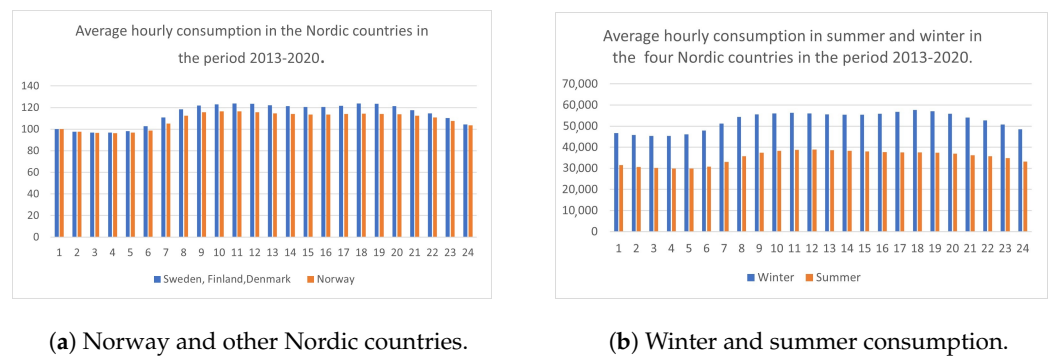 Average hourly consumption in the Nordic countries in
the period 2013-2020.
140
120
100
80
60
40
20
0
1 2 3 4 5 6 7 8 9 10 11 12 13 14 15 16 17 18 19 20 21 22 23 24
Sweden, Finland,Denmark Norway
(a) Norway and other Nordic countries.
Average hourly consumption in summer and winter in
the four Nordic countries in the period 2013-2020.
70,000
60,000
50,000
40,000
30,000
20,000
10,000
0
1 2 3 4 5 6 7 8 9 10 11 12 13 14 15 16 17 18 19 20 21 22 23 24
Winter Summer
(b) Winter and summer consumption.